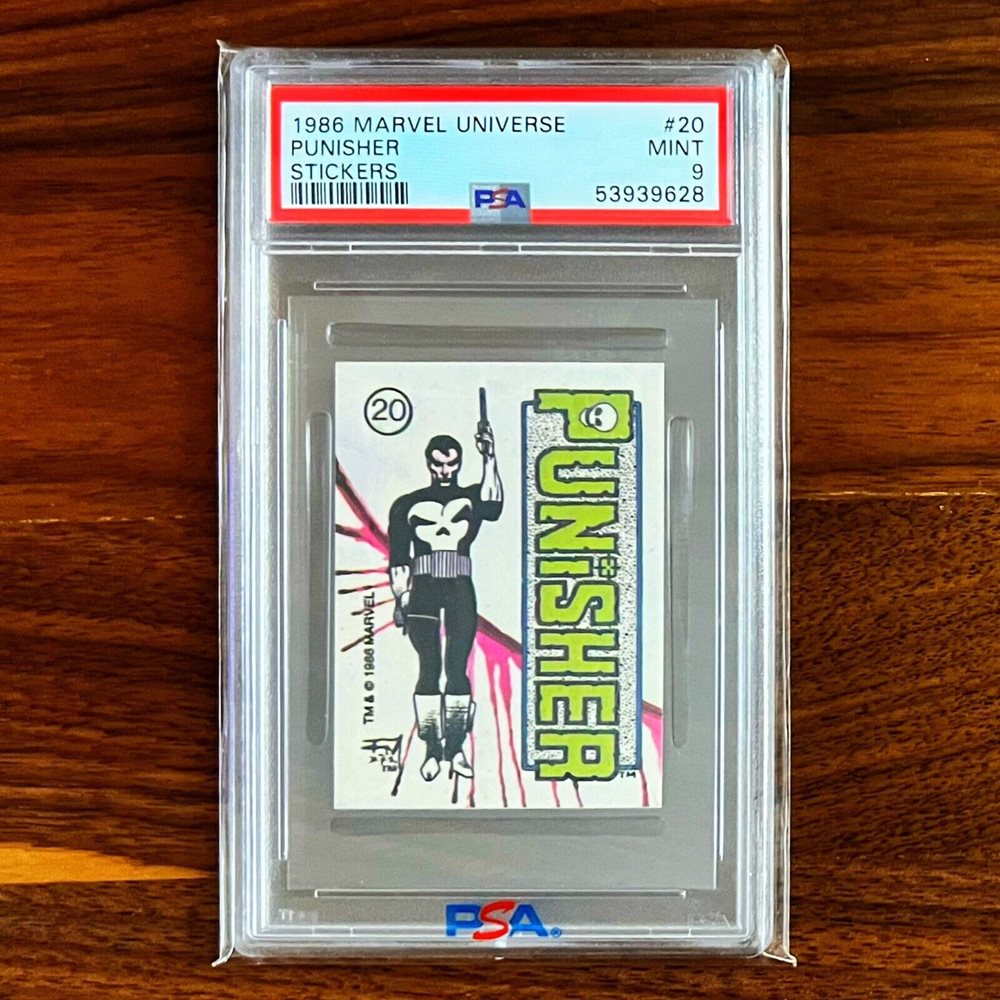 1986 MARVEL UNIVERSE #20
PUNISHER MINT
STICKERS 9
PSA 53939628
20
PUNISHER
TM
TM & © 1986 MARVEL
PSA®